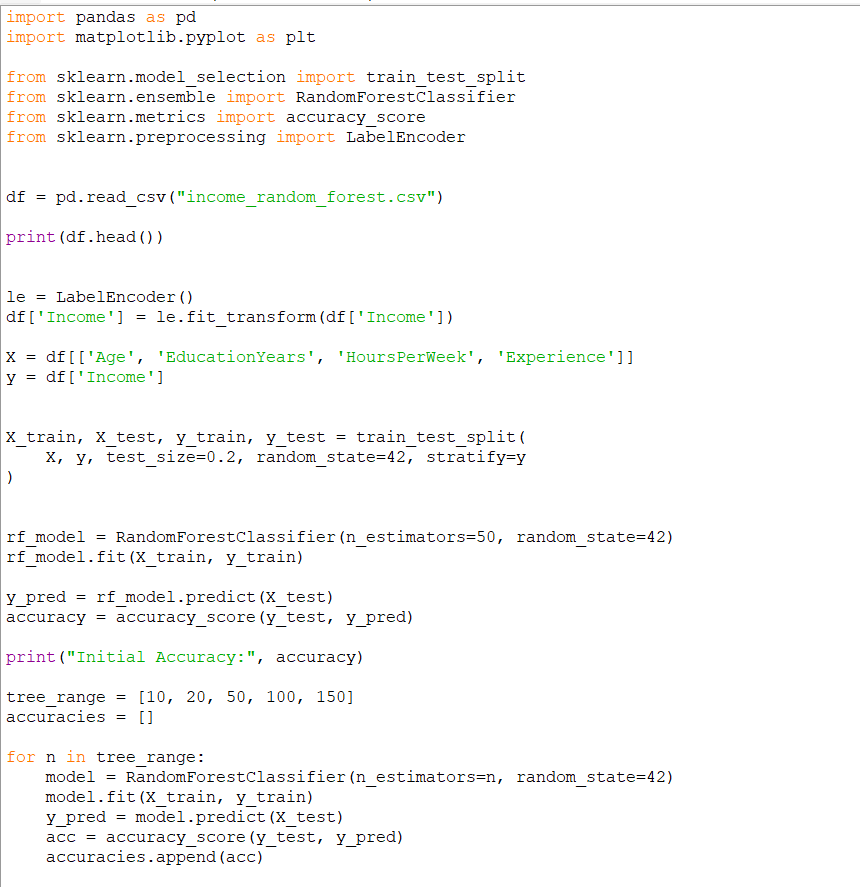 import pandas as pd
import matplotlib.pyplot as plt
from sklearn.model_selection import train_test_split
from sklearn.ensemble import RandomForestClassifier
from sklearn.metrics import accuracy_score
from sklearn.preprocessing import LabelEncoder
df = pd.read_csv("income_random_forest.csv")
print(df.head())
le = LabelEncoder()
df['Income'] = le.fit_transform(df['Income'])
X = df[['Age', 'EducationYears', 'HoursPerWeek', 'Experience']]
y = df['Income']
X_train, X_test, y_train, y_test = train_test_split(
    X, y, test_size=0.2, random_state=42, stratify=y
)
rf_model = RandomForestClassifier(n_estimators=50, random_state=42)
rf_model.fit(X_train, y_train)
y_pred = rf_model.predict(X_test)
accuracy = accuracy_score(y_test, y_pred)
print("Initial Accuracy:", accuracy)
tree_range = [10, 20, 50, 100, 150]
accuracies = []
for n in tree_range:
    model = RandomForestClassifier(n_estimators=n, random_state=42)
    model.fit(X_train, y_train)
    y_pred = model.predict(X_test)
    acc = accuracy_score(y_test, y_pred)
    accuracies.append(acc)